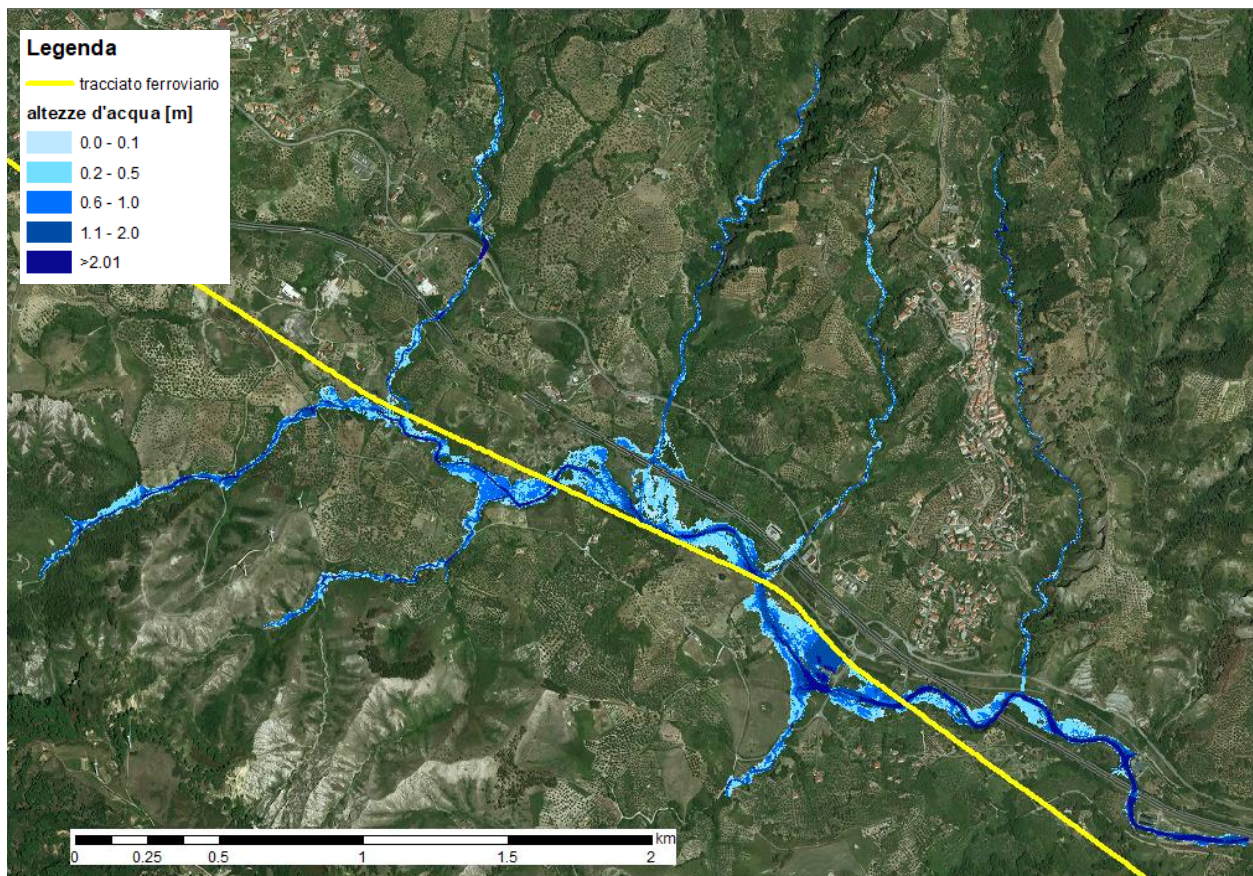 Legenda
tracciato ferroviario
altezze d'acqua [m]
0.0 - 0.1
0.2 - 0.5
0.6 - 1.0
1.1 - 2.0
>2.01
km
0 0.25 0.5 1 1.5 2